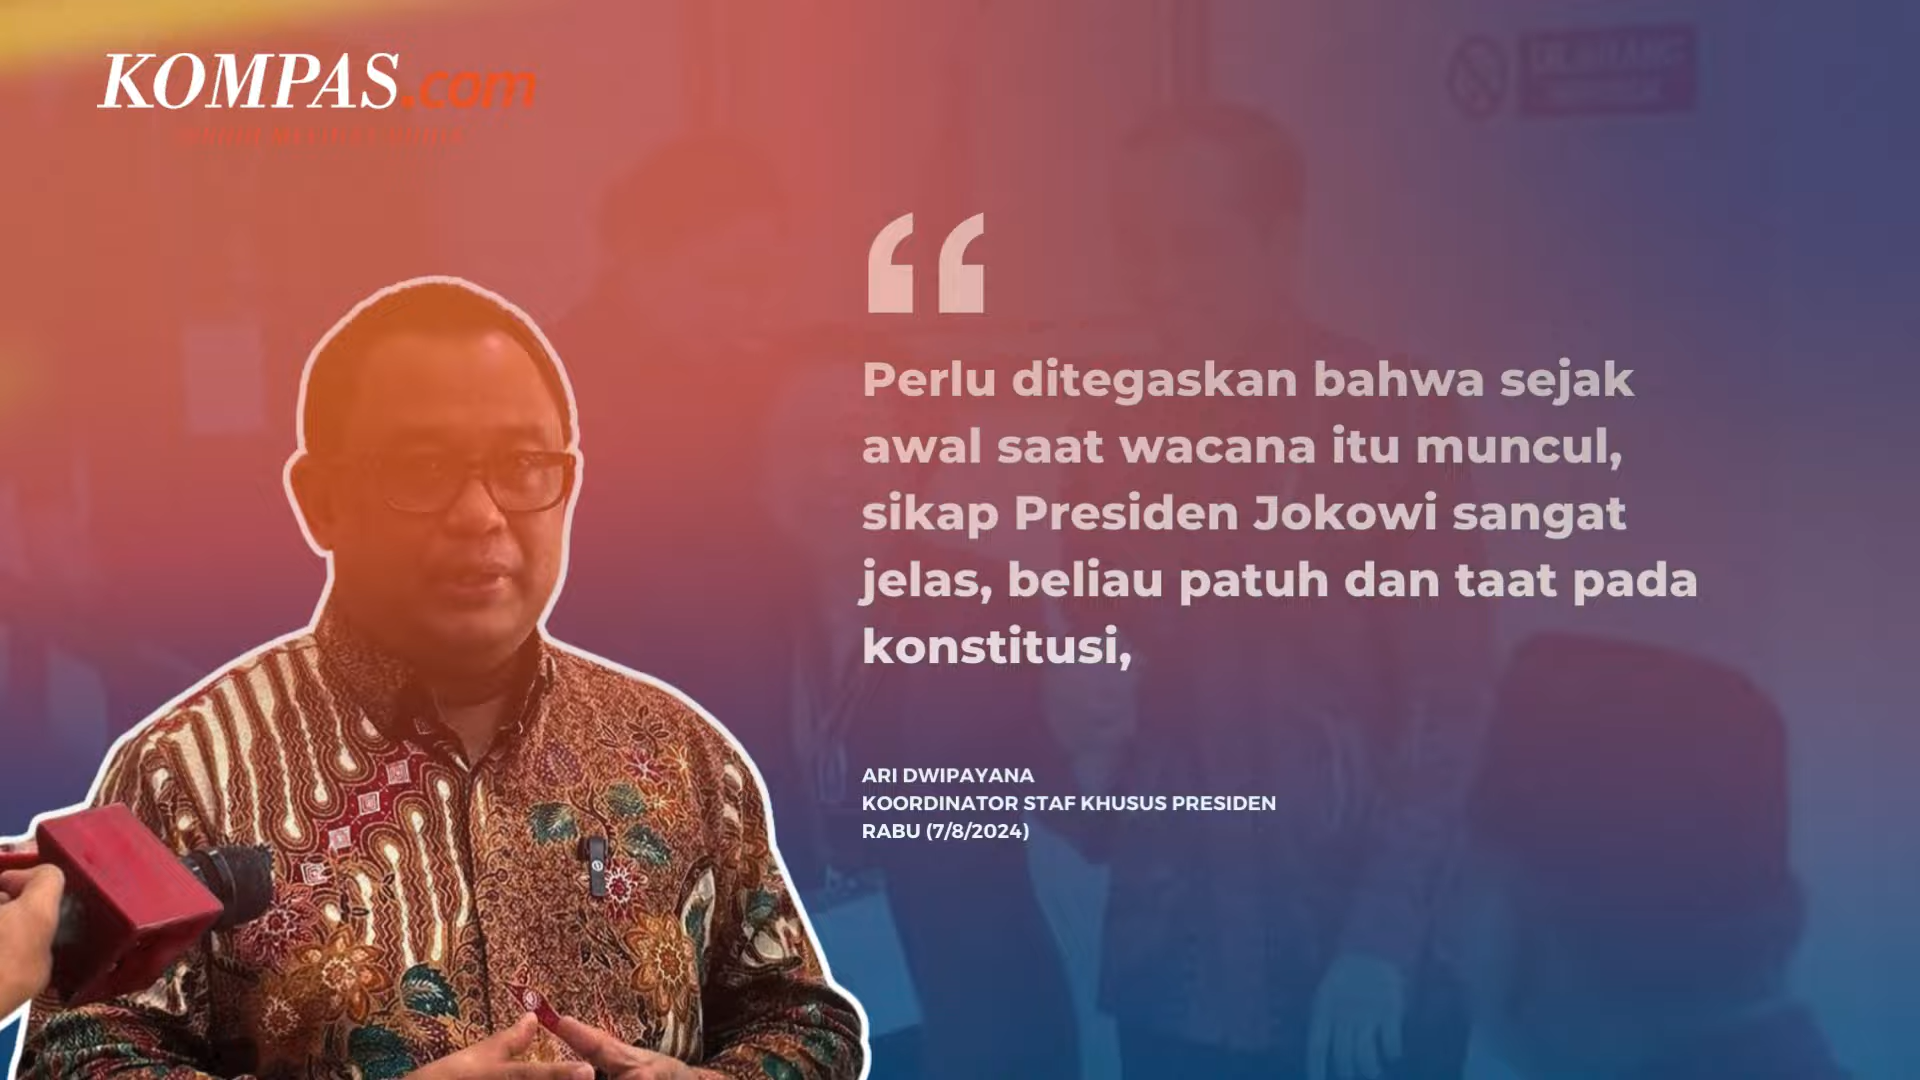 KOMPAS.com
Perlu ditegaskan bahwa sejak
awal saat wacana itu muncul,
sikap Presiden Jokowi sangat
jelas, beliau patuh dan taat pada
konstitusi,
ARI DWIPAYANA
KOORDINATOR STAF KHUSUS PRESIDEN
RABU (7/8/2024)